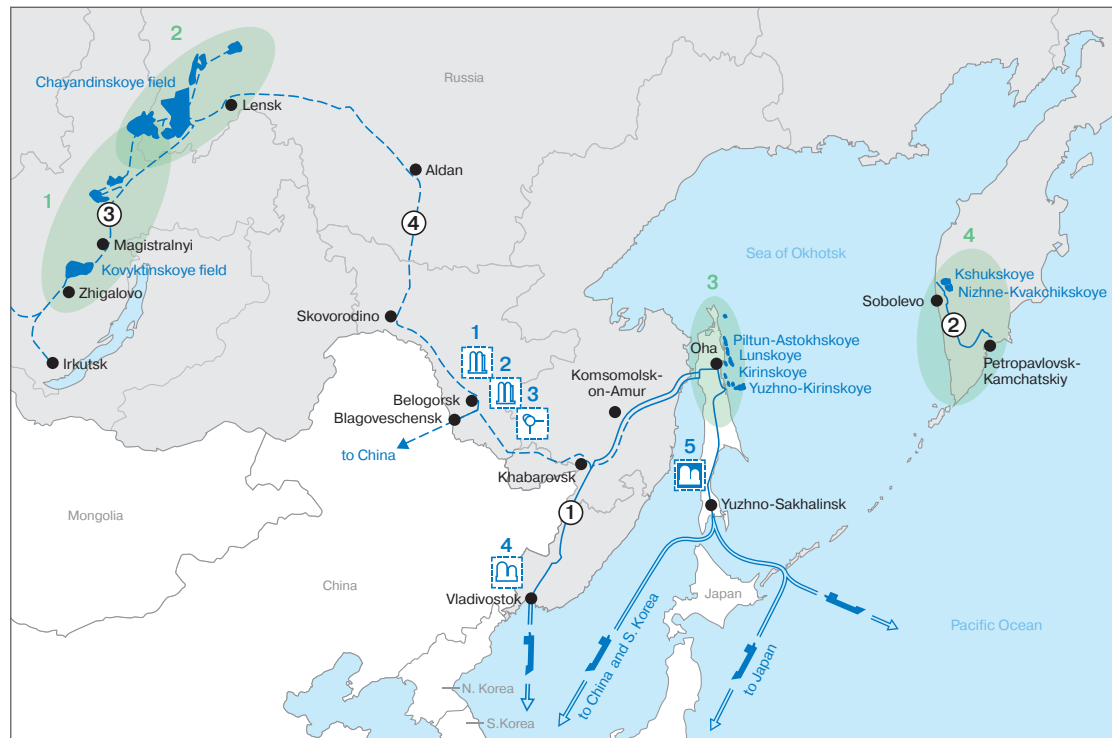 2
Chayandinskoye field
Russia
Lensk
Aldan
1
3
4
Magistralnyi
Kovyktinskoye field
Zhigalovo
Irkutsk
Skovorodino
Sea of Okhotsk
4
Kshukskoye
Nizhne-Kvakchikskoye
Sobolevo
2
Petropavlovsk-
Kamchatskiy
3
Oha
Piltun-Astokhskoye
Lunskoye
Kirinskoye
Yuzhno-Kirinskoye
1
2
3
Komsomolsk-
on-Amur
Belogorsk
Blagoveschensk
to China
Khabarovsk
5
Yuzhno-Sakhalinsk
1
Mongolia
China
4
Vladivostok
Japan
Pacific Ocean
to China and S. Korea
to Japan
N. Korea
S.Korea